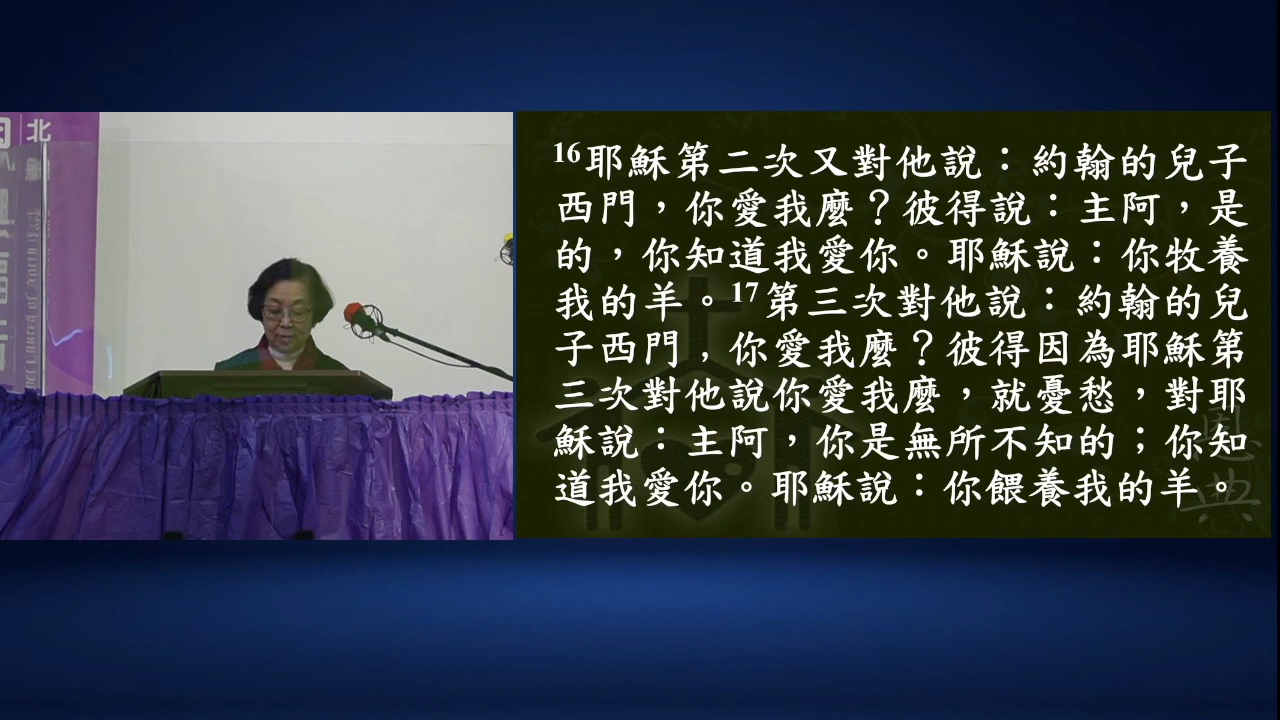 北
16耶穌第二次又對他說：約翰的兒子
西門，你愛我麼？彼得說：主阿，是
的，你知道我愛你。耶穌說：你牧養
我的羊。17第三次對他說：約翰的兒
子西門，你愛我麼？彼得因為耶穌第
三次對他說你愛我麼，就憂愁，對耶
穌說：主阿，你是無所不知的；你知
道我愛你。耶穌說：你餵養我的羊。
恩典